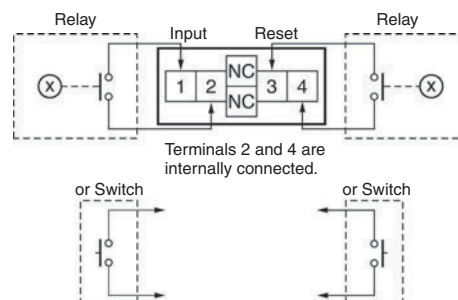 Relay Input Reset Relay
X 1 2 NC NC 3 4 X
Terminals 2 and 4 are
internally connected.
or Switch or Switch